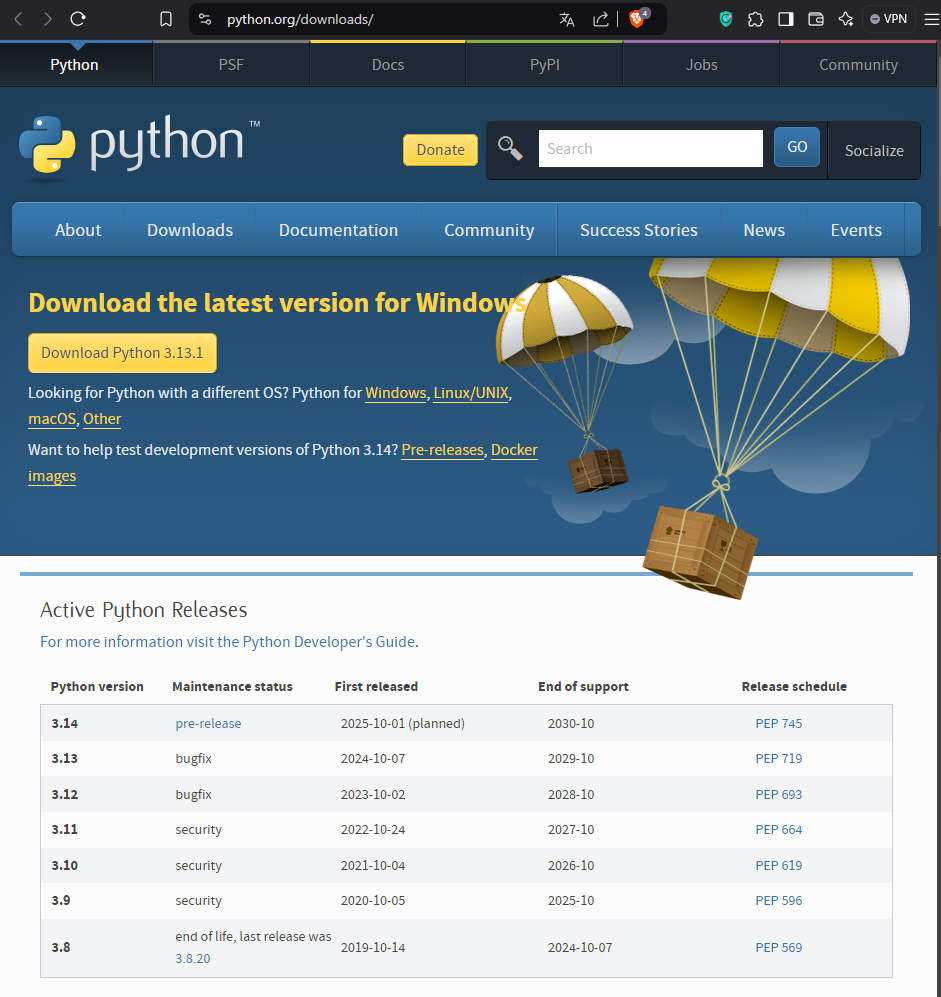 python.org/downloads/
4
VPN
Python PSF Docs PyPI Jobs Community
python™
Donate
Search
GO
Socialize
About Downloads Documentation Community Success Stories News Events
Download the latest version for Windows
Download Python 3.13.1
Looking for Python with a different OS? Python for Windows, Linux/UNIX,
macOS, Other
Want to help test development versions of Python 3.14? Pre-releases, Docker
images
Active Python Releases
For more information visit the Python Developer's Guide.
Python version Maintenance status First released End of support Release schedule
3.14 pre-release 2025-10-01 (planned) 2030-10 PEP 745
3.13 bugfix 2024-10-07 2029-10 PEP 719
3.12 bugfix 2023-10-02 2028-10 PEP 693
3.11 security 2022-10-24 2027-10 PEP 664
3.10 security 2021-10-04 2026-10 PEP 619
3.9 security 2020-10-05 2025-10 PEP 596
3.8 end of life, last release was 3.8.20 2019-10-14 2024-10-07 PEP 569